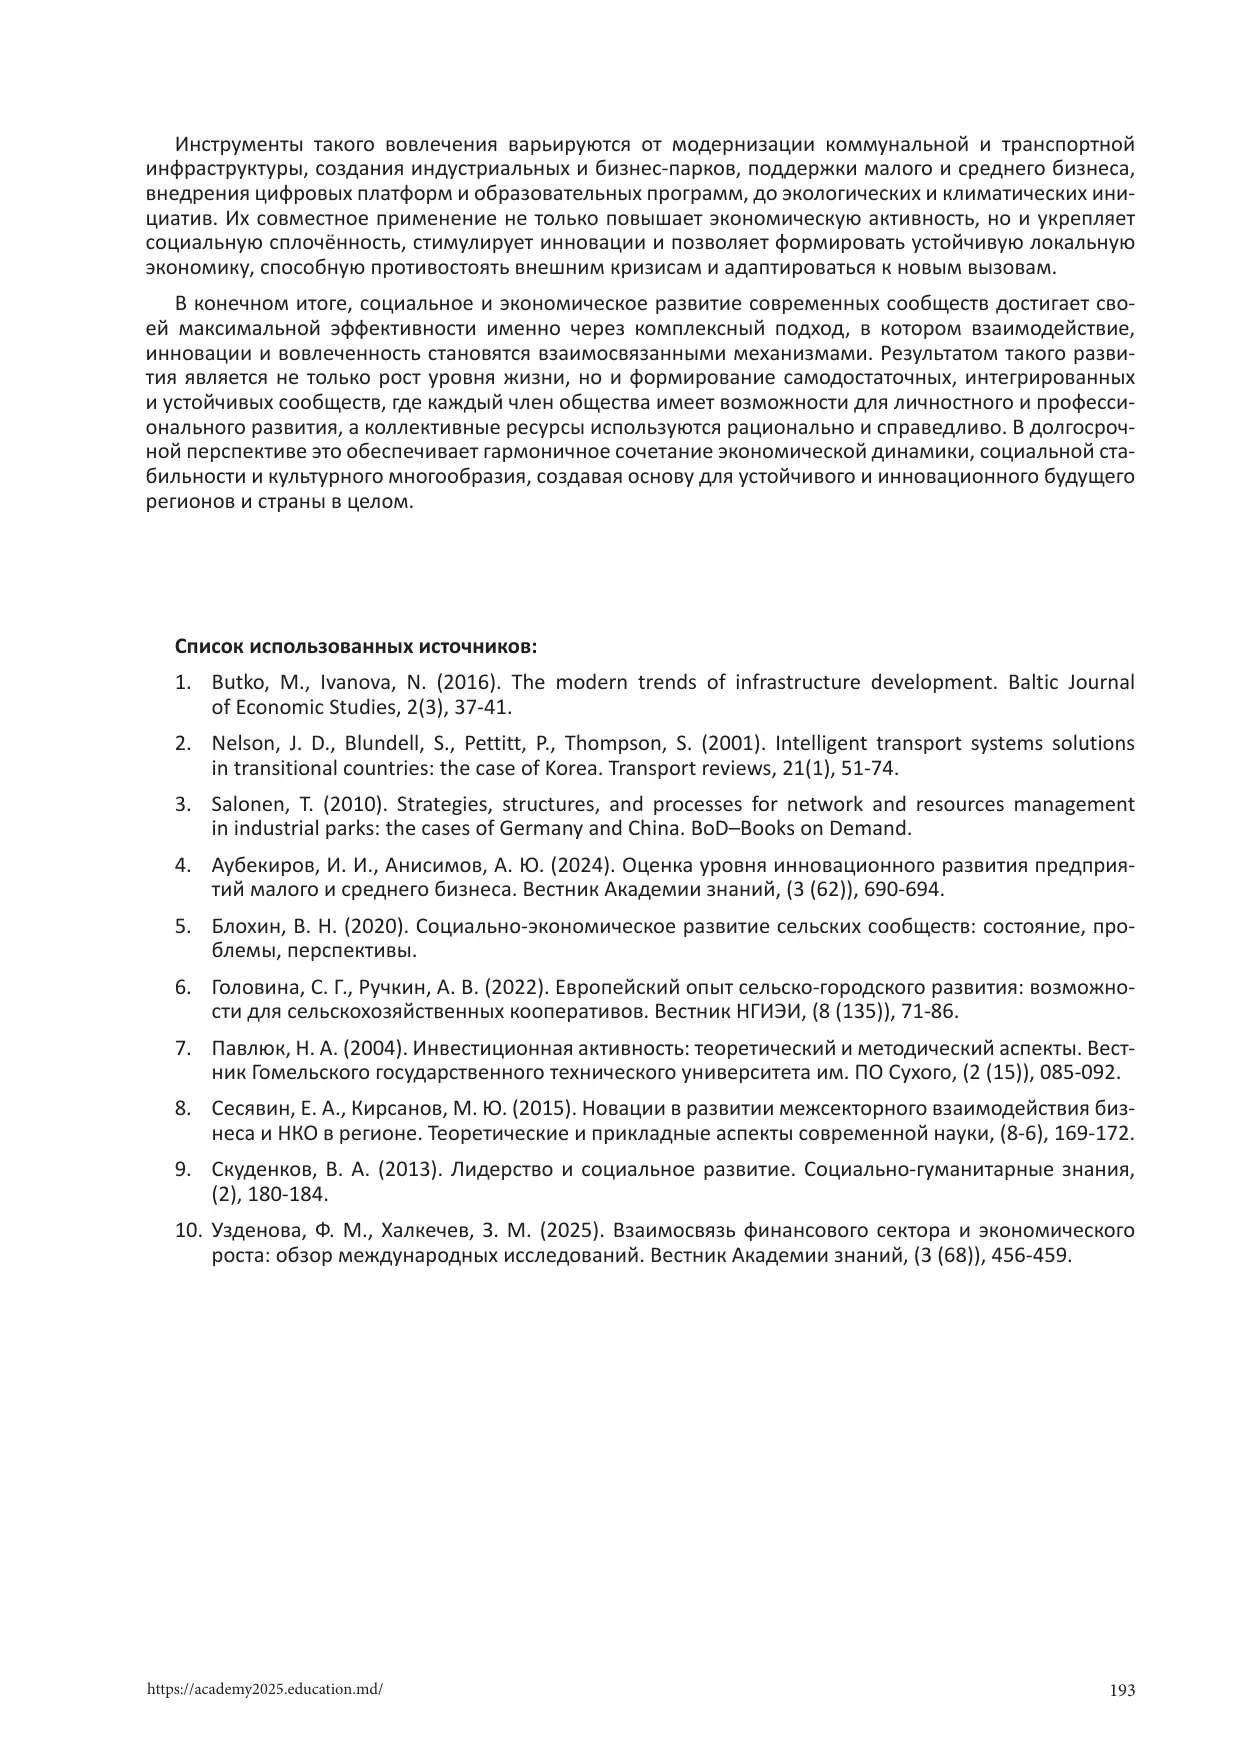 Инструменты такого вовлечения варьируются от модернизации коммунальной и транспортной
инфраструктуры, создания индустриальных и бизнес-парков, поддержки малого и среднего бизнеса,
внедрения цифровых платформ и образовательных программ, до экологических и климатических ини-
циатив. Их совместное применение не только повышает экономическую активность, но и укрепляет
социальную сплочённость, стимулирует инновации и позволяет формировать устойчивую локальную
экономику, способную противостоять внешним кризисам и адаптироваться к новым вызовам.
В конечном итоге, социальное и экономическое развитие современных сообществ достигает сво-
ей максимальной эффективности именно через комплексный подход, в котором взаимодействие,
инновации и вовлеченность становятся взаимосвязанными механизмами. Результатом такого разви-
тия является не только рост уровня жизни, но и формирование самодостаточных, интегрированных
и устойчивых сообществ, где каждый член общества имеет возможности для личностного и професси-
онального развития, а коллективные ресурсы используются рационально и справедливо. В долгосроч-
ной перспективе это обеспечивает гармоничное сочетание экономической динамики, социальной ста-
бильности и культурного многообразия, создавая основу для устойчивого и инновационного будущего
регионов и страны в целом.
Список использованных источников:
1. Butko, M., Ivanova, N. (2016). The modern trends of infrastructure development. Baltic Journal
of Economic Studies, 2(3), 37-41.
2. Nelson, J. D., Blundell, S., Pettitt, P., Thompson, S. (2001). Intelligent transport systems solutions
in transitional countries: the case of Korea. Transport reviews, 21(1), 51-74.
3. Salonen, T. (2010). Strategies, structures, and processes for network and resources management
in industrial parks: the cases of Germany and China. BoD–Books on Demand.
4. Аубекиров, И. И., Анисимов, А. Ю. (2024). Оценка уровня инновационного развития предприя-
тий малого и среднего бизнеса. Вестник Академии знаний, (3 (62)), 690-694.
5. Блохин, В. Н. (2020). Социально-экономическое развитие сельских сообществ: состояние, про-
блемы, перспективы.
6. Головина, С. Г., Ручкин, А. В. (2022). Европейский опыт сельско-городского развития: возможно-
сти для сельскохозяйственных кооперативов. Вестник НГИЭИ, (8 (135)), 71-86.
7. Павлюк, Н. А. (2004). Инвестиционная активность: теоретический и методический аспекты. Вест-
ник Гомельского государственного технического университета им. ПО Сухого, (2 (15)), 085-092.
8. Сесявин, Е. А., Кирсанов, М. Ю. (2015). Новации в развитии межсекторного взаимодействия биз-
неса и НКО в регионе. Теоретические и прикладные аспекты современной науки, (8-6), 169-172.
9. Скуденков, В. А. (2013). Лидерство и социальное развитие. Социально-гуманитарные знания,
(2), 180-184.
10. Узденова, Ф. М., Халкечев, З. М. (2025). Взаимосвязь финансового сектора и экономического
роста: обзор международных исследований. Вестник Академии знаний, (3 (68)), 456-459.
https://academy2025.education.md/
193